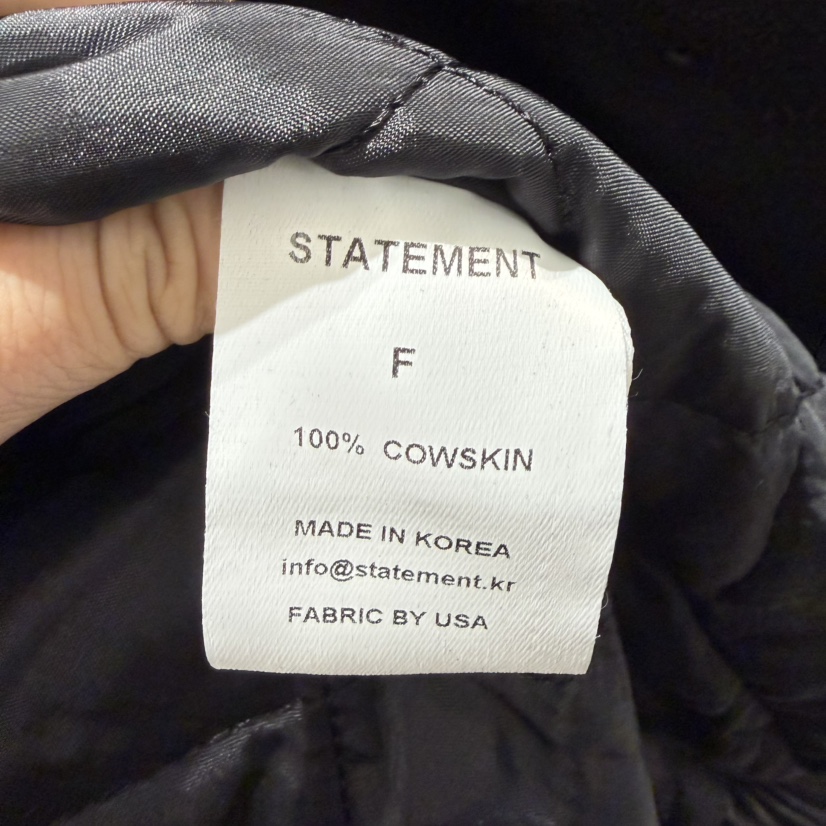 STATEMENT
F
100% COWSKIN
MADE IN KOREA
info@statement.kr
FABRIC BY USA